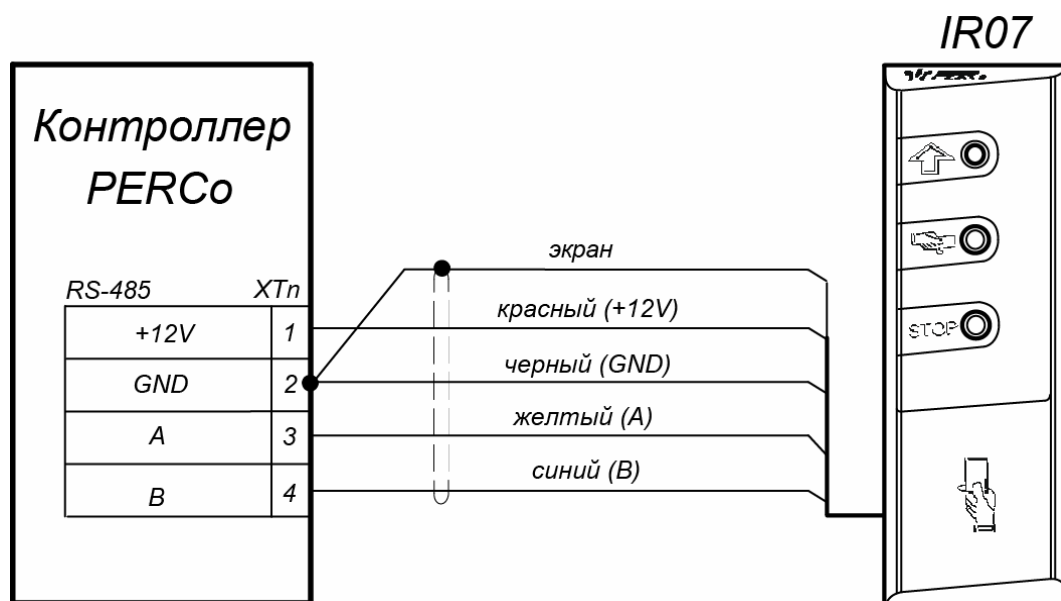 IR07
Контроллер
PERCo
RS-485 XTn
+12V 1
GND 2
A 3
B 4
экран
красный (+12V)
черный (GND)
желтый (A)
синий (B)
STOP